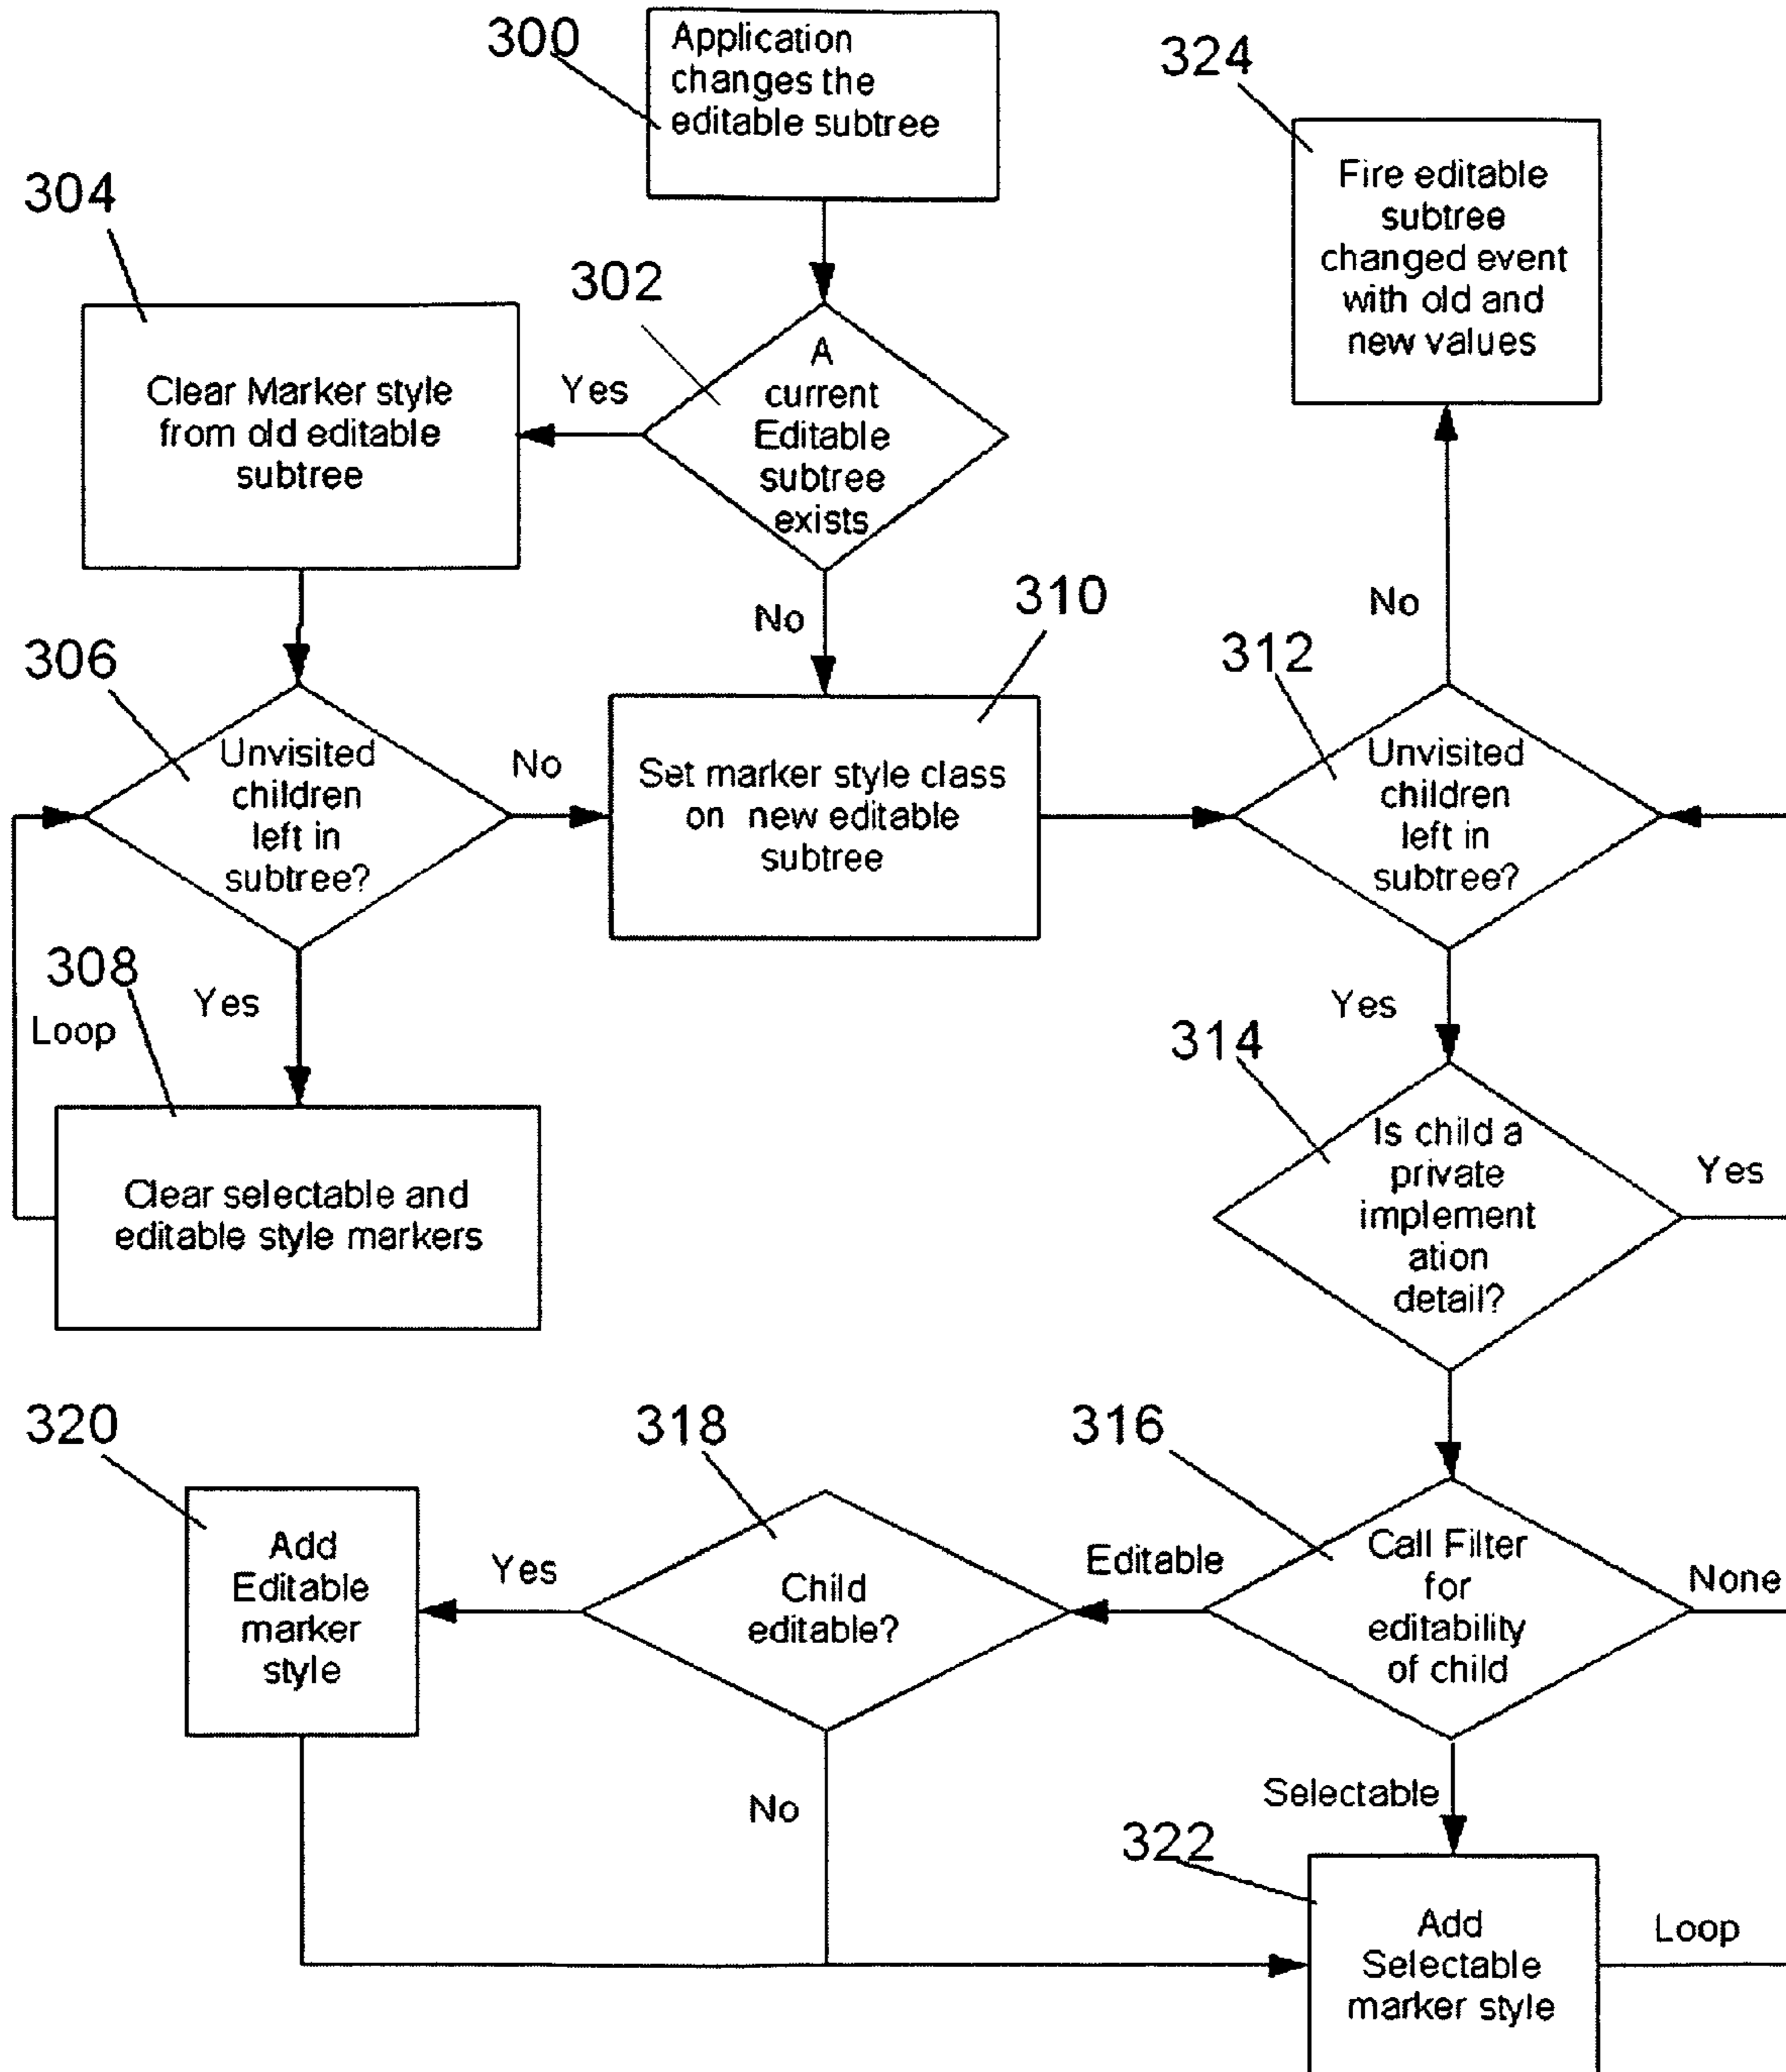 300
Application
changes the
editable subtree
324
Fire editable
subtree
changed event
with old and
new values
304
Clear Marker style
from old editable
subtree
302
Yes
A
current
Editable
subtree
exists
No
310
No
306
Unvisited
children
left in
subtree?
No
Set marker style class
on new editable
subtree
312
Unvisited
children
left in
subtree?
308
Loop
Yes
Clear selectable and
editable style markers
Yes
314
Is child a
private
implement
ation
detail?
Yes
320
Add
Editable
marker
style
Yes
318
Child
editable?
No
316
Editable
Call Filter
for
editability
of child
None
Selectable
322
Add
Selectable
marker style
Loop